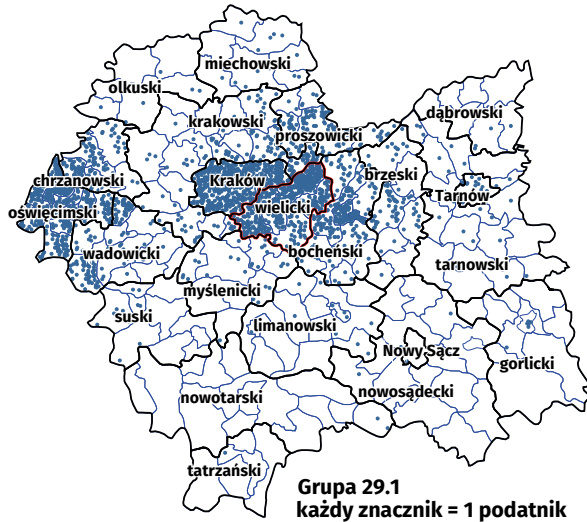 miechowski
olkuski
dąbrowski
krakowski
proszowicki
brzeski
chrzanowski
Kraków
Tarnów
oświęcimski
wielicki
wadowicki
bocheński
tarnowski
myślenicki
suski
limanowski
Nowy Sącz
gorlicki
nowotarski
nowosądecki
tatrzański
Grupa 29.1
każdy znacznik = 1 podatnik